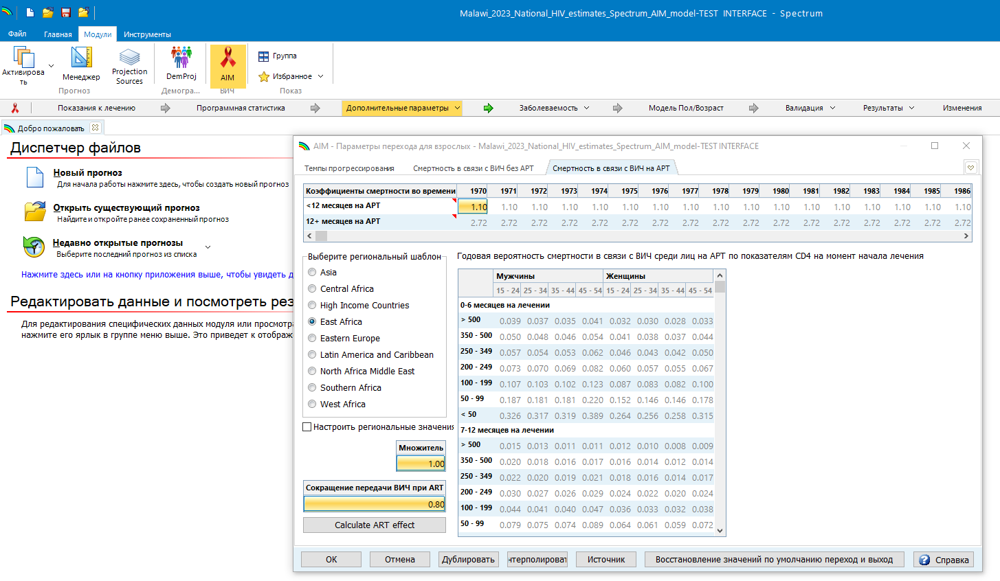 Malawi_2023_National_HIV_estimates_Spectrum_AIM_model-TEST INTERFACE - Spectrum
Файл Главная Модули Инструменты
Активирова
ть
Менеджер
Projection
Sources
Прогноз
DemProj
Демогра...
AIM
ВИЧ
Группа
Избранное
Показ
Показания к лечению Программная статистика Дополнительные параметры Заболеваемость Модель Пол/Возраст Валидация Результаты Изменения
Добро пожаловать
Диспетчер файлов
Новый прогноз
Для начала работы нажмите здесь, чтобы создать новый прогноз
Открыть существующий прогноз
Найдите и откройте ранее сохраненный прогноз
Недавно открытые прогнозы
Выберите последний прогноз из списка
Нажмите здесь или на кнопку приложения выше, чтобы увидеть д
Редактировать данные и посмотреть рез
Для редактирования специфических данных модуля или просмотра
нажмите его ярлык в группе меню выше. Это приведет к отображ
AIM - Параметры перехода для взрослых - Malawi_2023_National_HIV_estimates_Spectrum_AIM_model-TEST INTERFACE
Темпы прогрессирования Смертность в связи с ВИЧ без АРТ Смертность в связи с ВИЧ на АРТ
Коэффициенты смертности во времени 1970 1971 1972 1973 1974 1975 1976 1977 1978 1979 1980 1981 1982 1983 1984 1985 1986
<12 месяцев на АРТ 1.10 1.10 1.10 1.10 1.10 1.10 1.10 1.10 1.10 1.10 1.10 1.10 1.10 1.10 1.10 1.10 1.10
12+ месяцев на АРТ 2.72 2.72 2.72 2.72 2.72 2.72 2.72 2.72 2.72 2.72 2.72 2.72 2.72 2.72 2.72 2.72 2.72
Выберите региональный шаблон
Asia
Central Africa
High Income Countries
East Africa
Eastern Europe
Latin America and Caribbean
North Africa Middle East
Southern Africa
West Africa
Настроить региональные значения
Множитель
1.00
Сокращение передачи ВИЧ при ART
0.80
Calculate ART effect
Годовая вероятность смертности в связи с ВИЧ среди лиц на АРТ по показателям CD4 на момент начала лечения
Мужчины Женщины
15 - 24 25 - 34 35 - 44 45 - 54 15 - 24 25 - 34 35 - 44 45 - 54
0-6 месяцев на лечении
> 500 0.039 0.037 0.035 0.041 0.032 0.030 0.028 0.033
350 - 500 0.050 0.048 0.046 0.054 0.041 0.038 0.037 0.044
250 - 349 0.057 0.054 0.053 0.062 0.046 0.043 0.042 0.050
200 - 249 0.073 0.070 0.069 0.082 0.060 0.057 0.055 0.067
100 - 199 0.107 0.103 0.102 0.123 0.087 0.083 0.082 0.100
50 - 99 0.187 0.181 0.181 0.220 0.152 0.146 0.146 0.178
< 50 0.326 0.317 0.319 0.389 0.264 0.256 0.258 0.315
7-12 месяцев на лечении
> 500 0.015 0.013 0.011 0.011 0.012 0.010 0.008 0.009
350 - 500 0.020 0.018 0.016 0.017 0.016 0.014 0.012 0.014
250 - 349 0.022 0.020 0.019 0.021 0.018 0.016 0.014 0.017
200 - 249 0.030 0.027 0.026 0.029 0.024 0.022 0.020 0.024
100 - 199 0.044 0.041 0.040 0.047 0.036 0.033 0.032 0.038
50 - 99 0.079 0.075 0.074 0.089 0.064 0.061 0.059 0.072
OK Отмена Дублировать нтерполироват Источник Восстановление значений по умолчанию переход и выход Справка